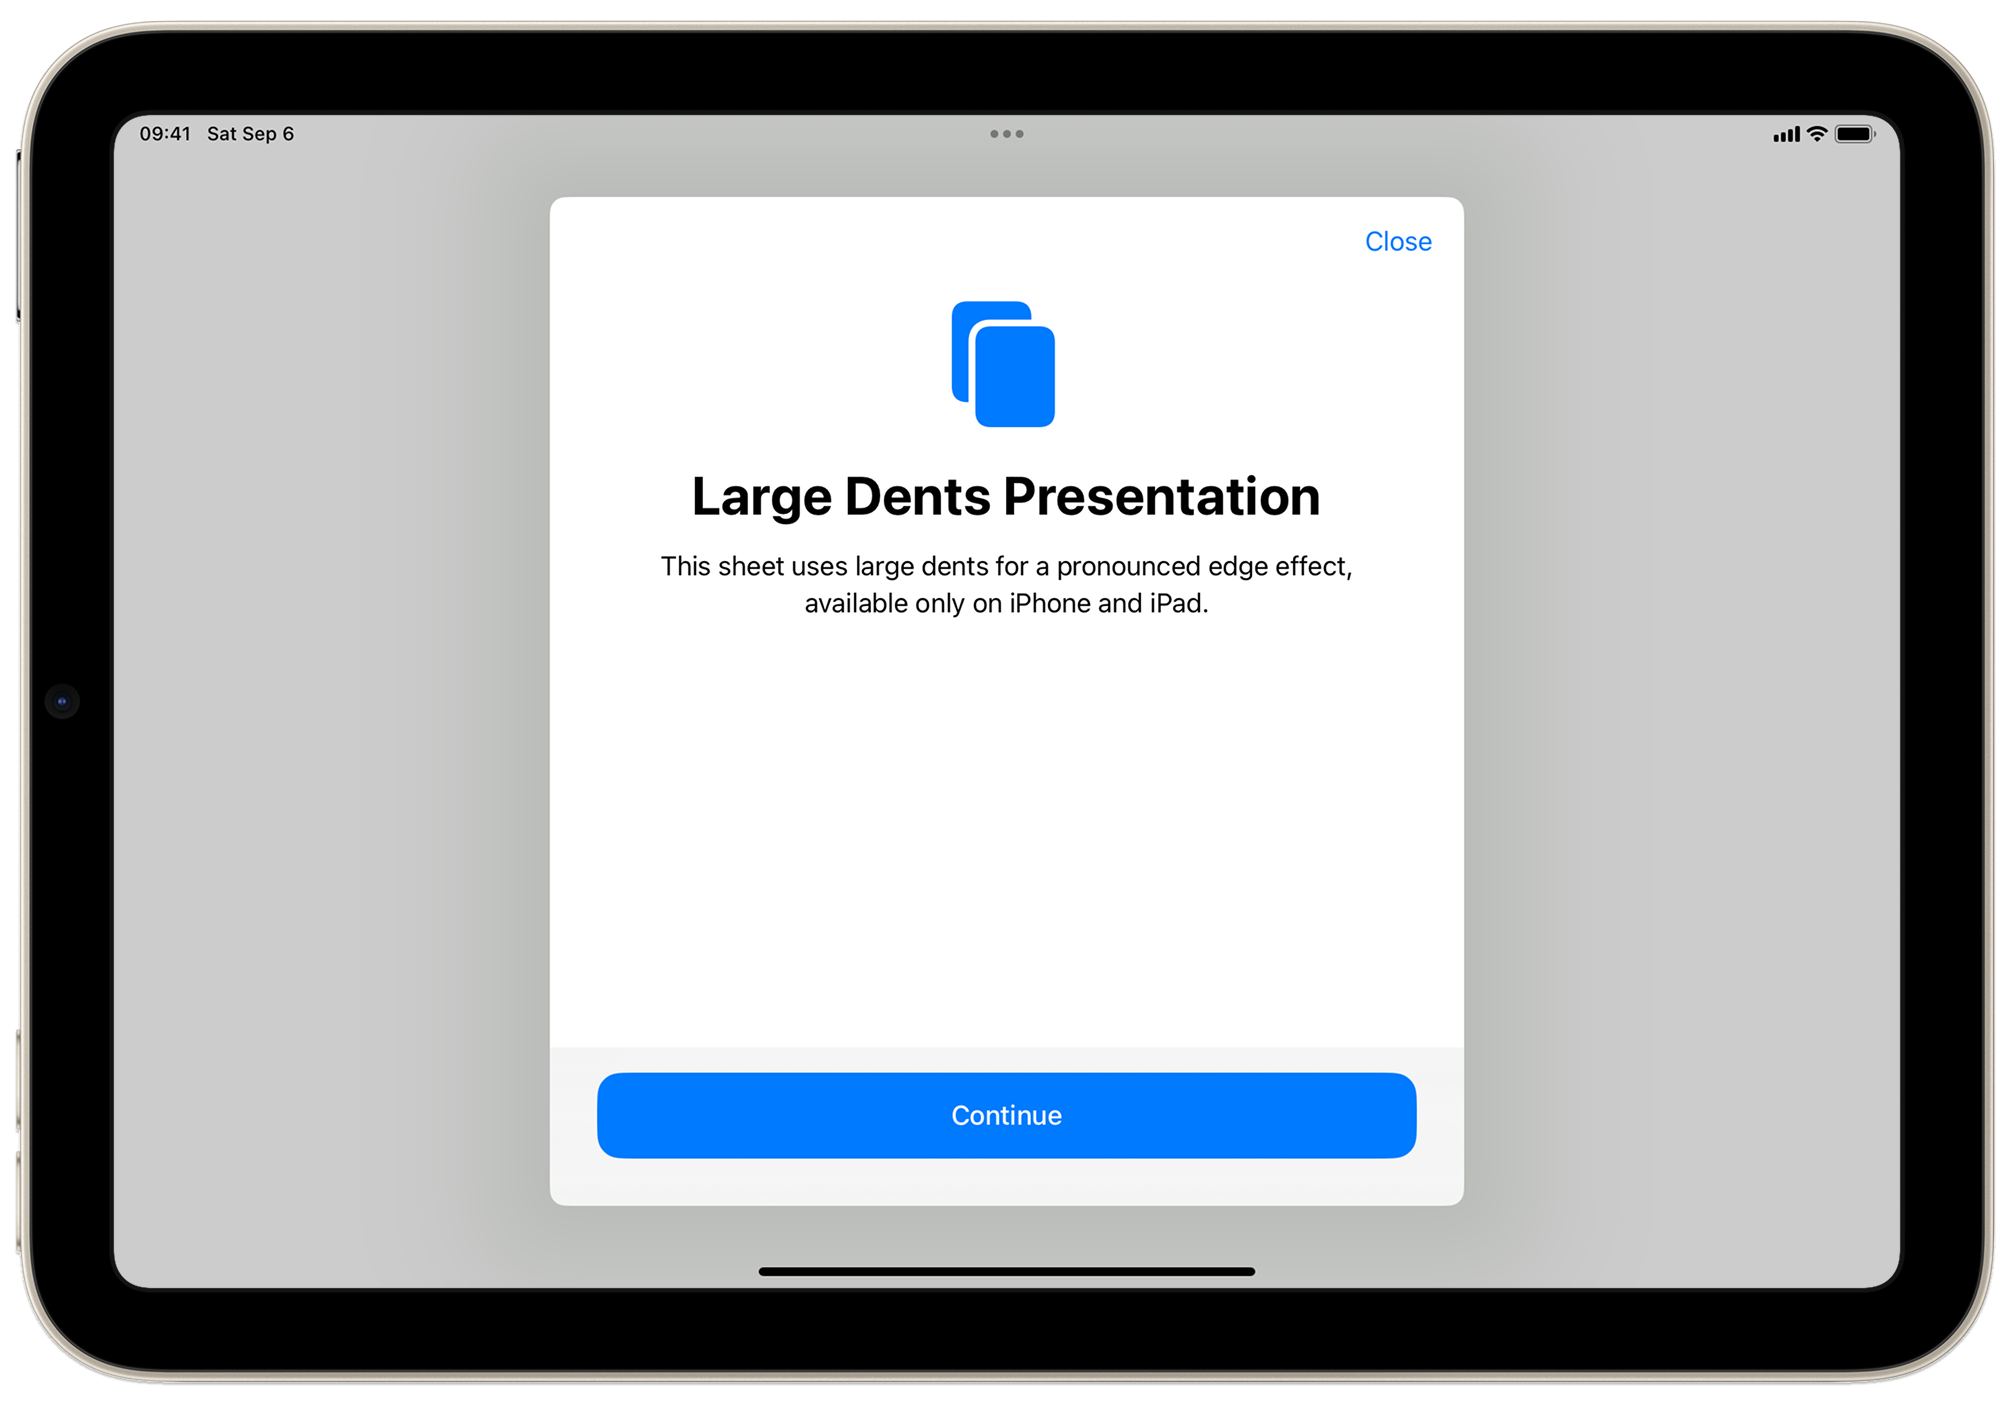 09:41 Sat Sep 6
Close
Large Dents Presentation
This sheet uses large dents for a pronounced edge effect,
available only on iPhone and iPad.
Continue